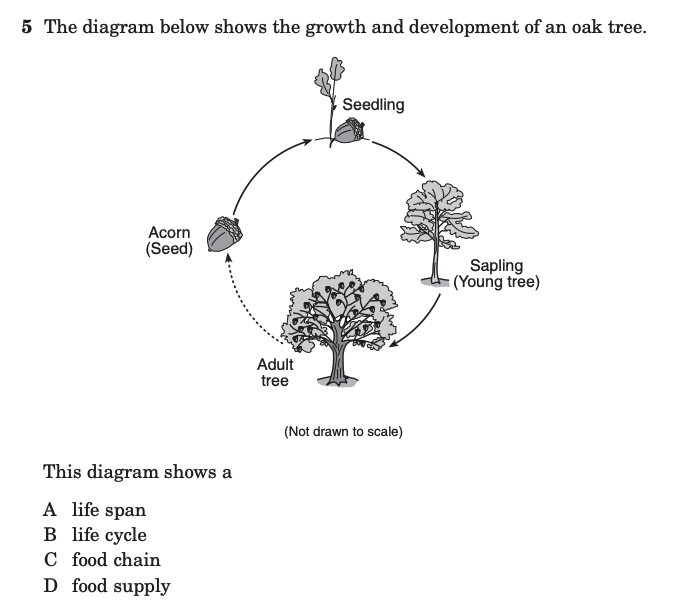 5 The diagram below shows the growth and development of an oak tree.
Seedling
Acorn
(Seed)
Sapling
(Young tree)
Adult
tree
(Not drawn to scale)
This diagram shows a
A life span
B life cycle
C food chain
D food supply